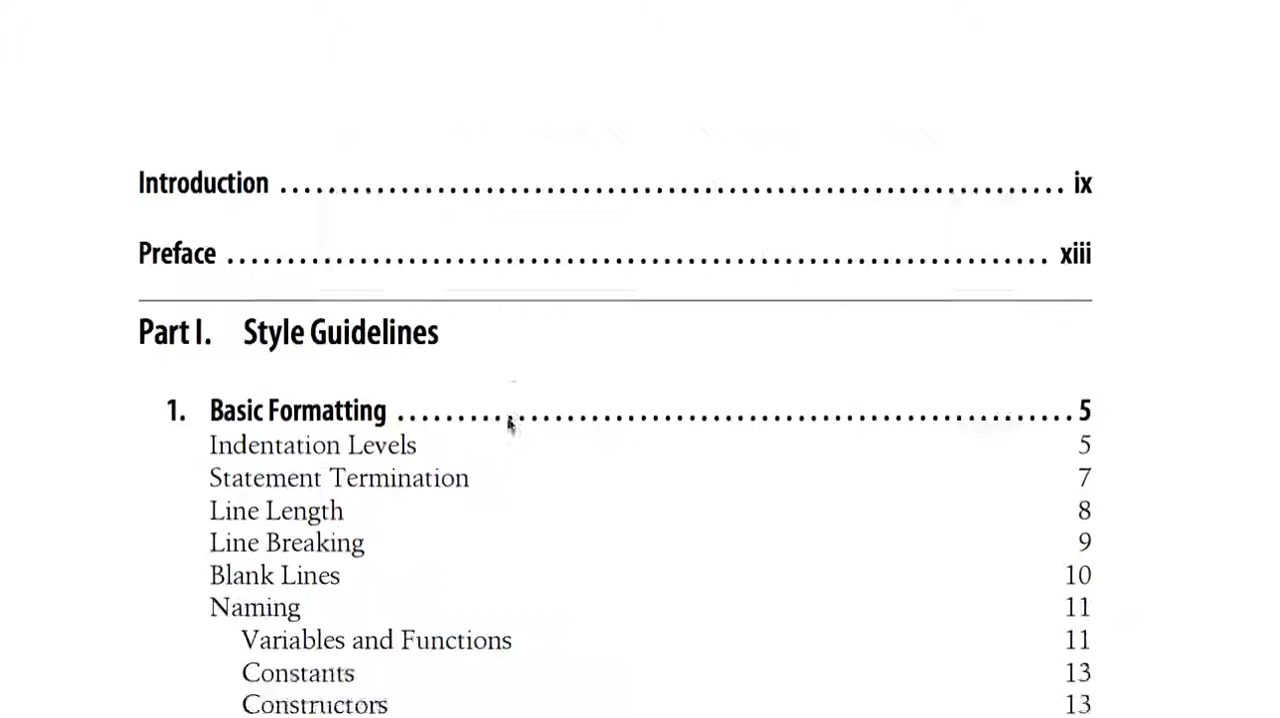 Introduction ................................................................ ix
Preface ................................................................ xiii
Part I. Style Guidelines
1. Basic Formatting ........................................................ 5
Indentation Levels 5
Statement Termination 7
Line Length 8
Line Breaking 9
Blank Lines 10
Naming 11
Variables and Functions 11
Constants 13
Constructors 13